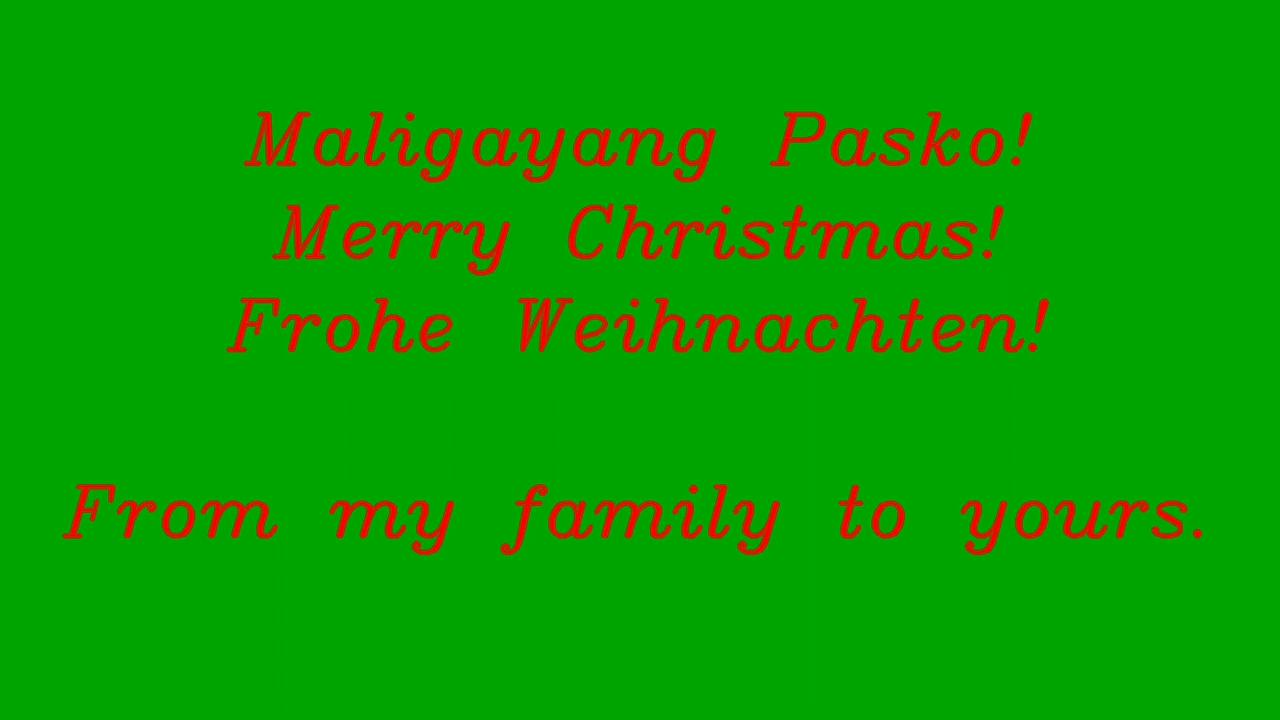 Maligayang Pasko!
Merry Christmas!
Frohe Weihnachten!
From my family to yours.